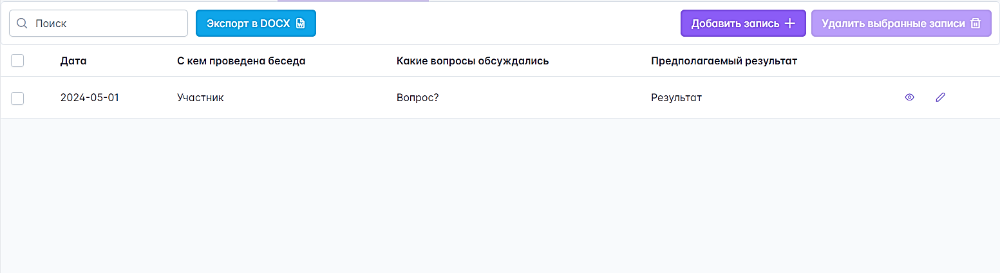 Поиск Экспорт в DOCX Добавить запись Удалить выбранные записи
Дата С кем проведена беседа Какие вопросы обсуждались Предполагаемый результат
2024-05-01 Участник Вопрос? Результат